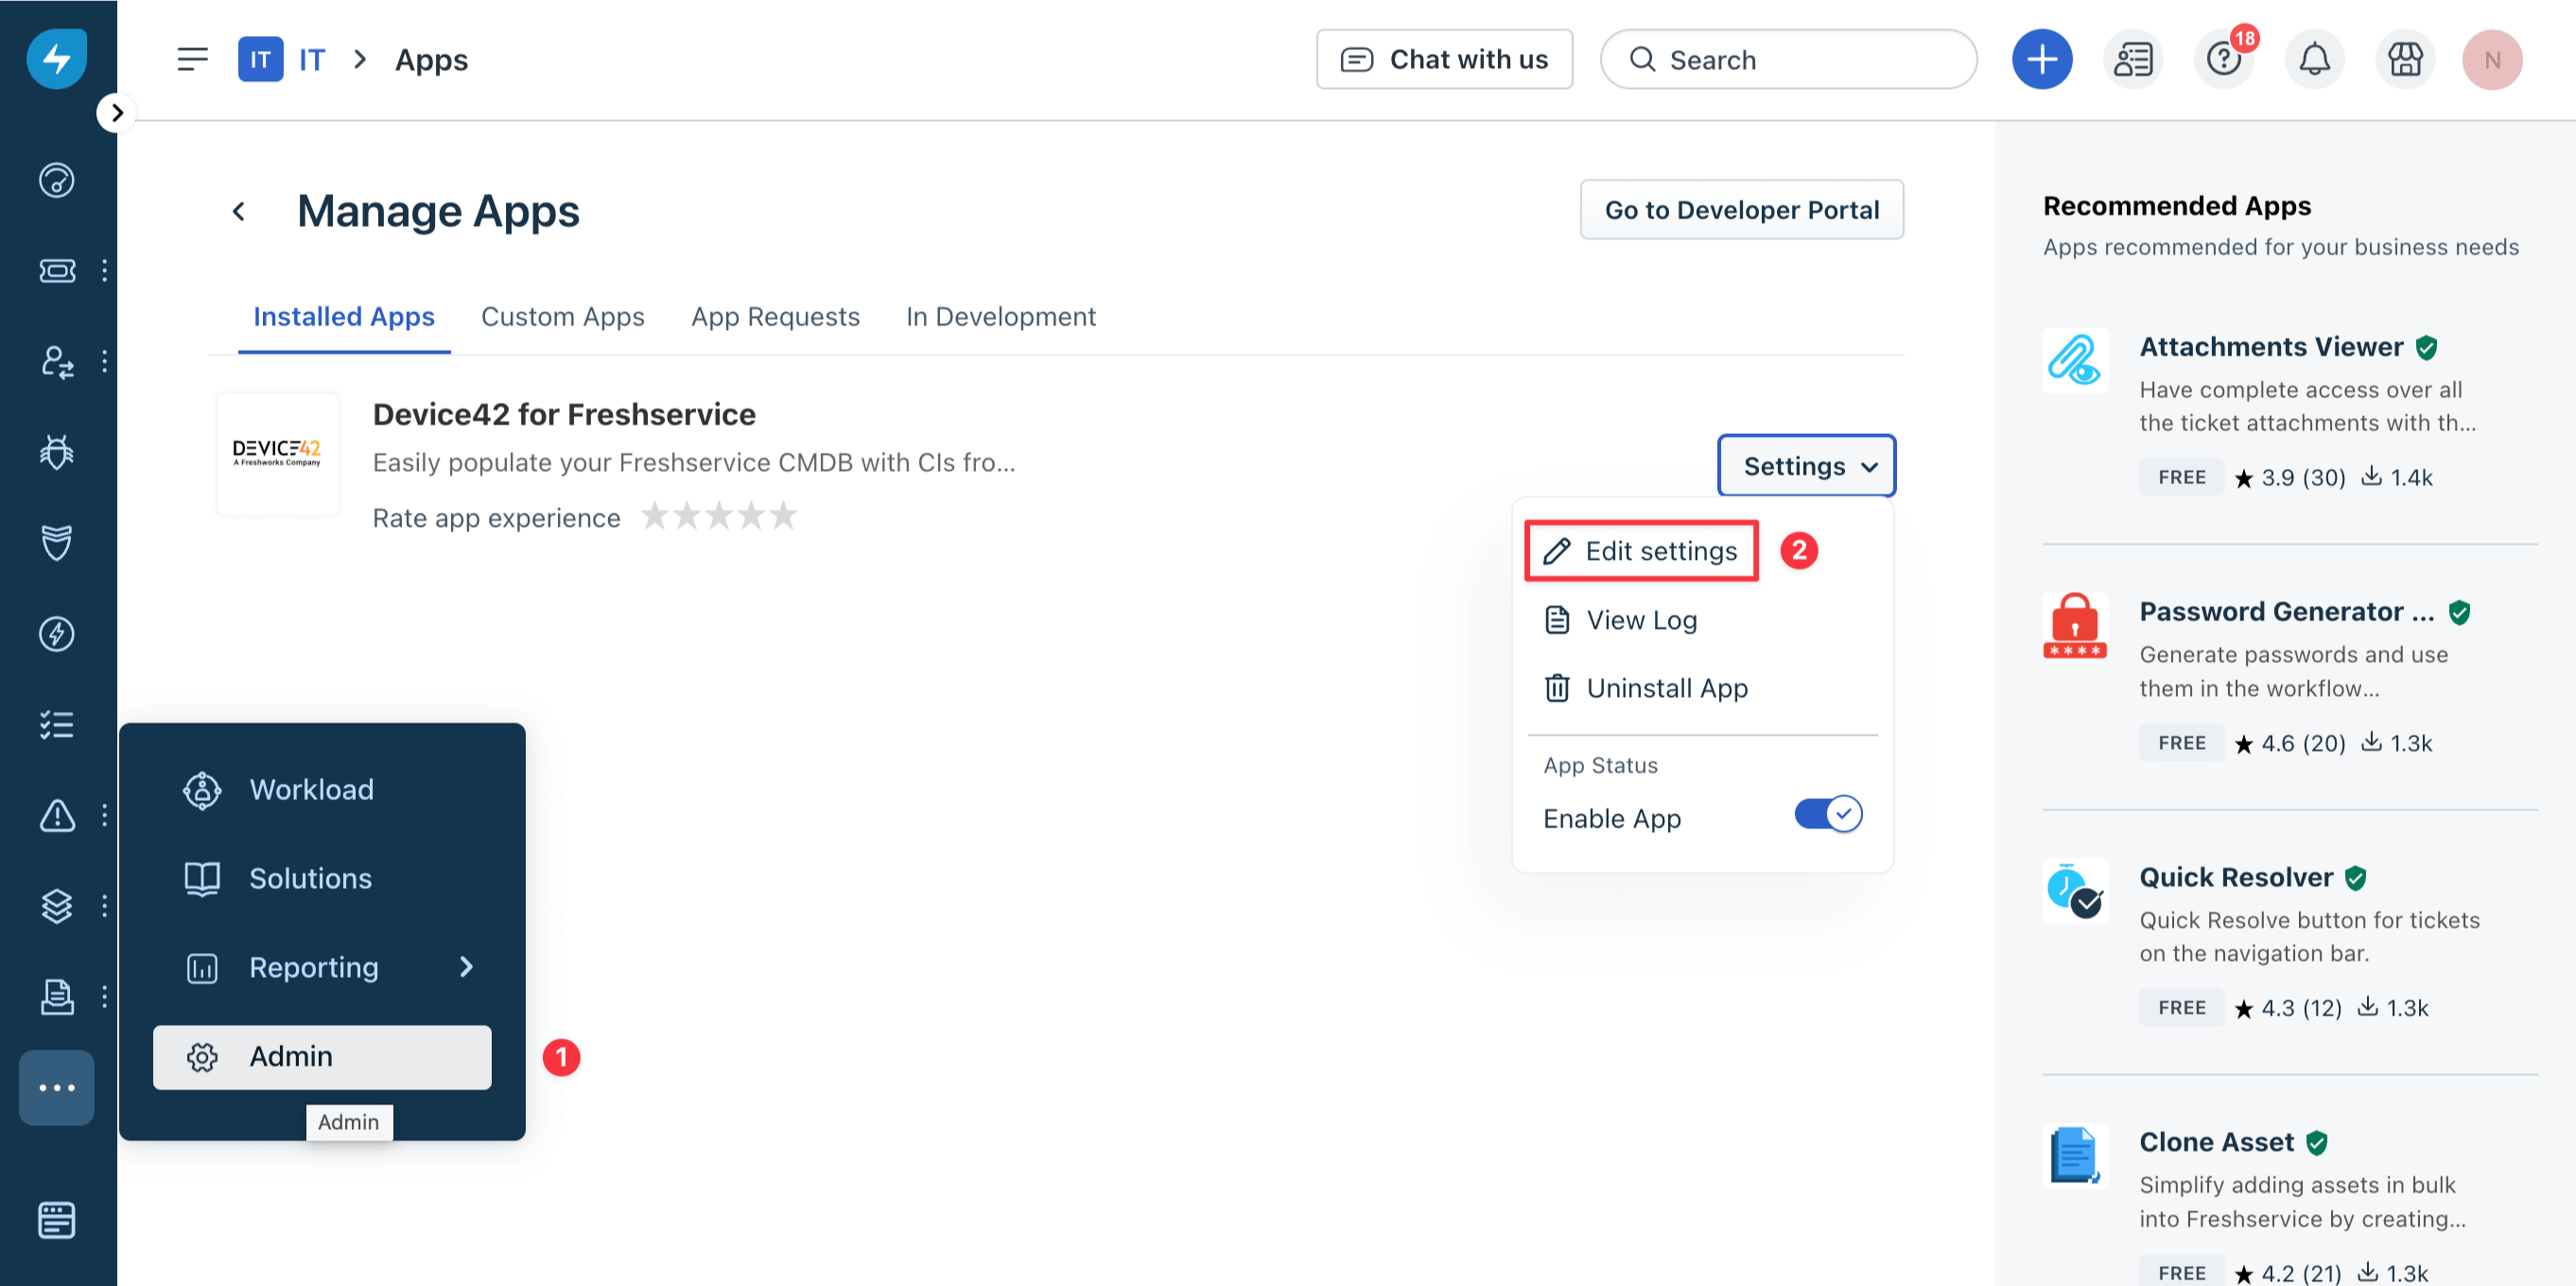 IT IT > Apps
Chat with us
Search
18
N
Manage Apps
Go to Developer Portal
Installed Apps
Custom Apps
App Requests
In Development
DEVICE42
A Freshworks Company
Device42 for Freshservice
Easily populate your Freshservice CMDB with CIs fro...
Rate app experience
Settings
Edit settings
2
View Log
Uninstall App
App Status
Enable App
Workload
Solutions
Reporting
Admin
1
Admin
Recommended Apps
Apps recommended for your business needs
Attachments Viewer
Have complete access over all
the ticket attachments with th...
FREE ★ 3.9 (30) 1.4k
Password Generator ...
Generate passwords and use
them in the workflow...
FREE ★ 4.6 (20) 1.3k
Quick Resolver
Quick Resolve button for tickets
on the navigation bar.
FREE ★ 4.3 (12) 1.3k
Clone Asset
Simplify adding assets in bulk
into Freshservice by creating...
FREE ★ 4.2 (21) 1.3k